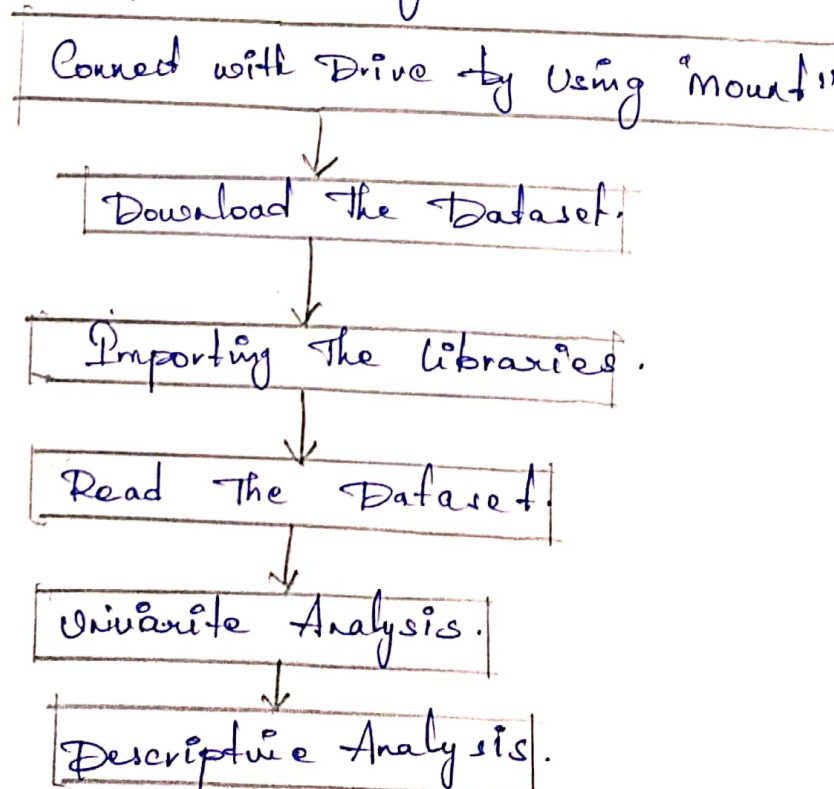 Connect with Drive by Using "Mount"
Download The Dataset.
Importing The libraries.
Read The Dataset.
Univarite Analysis.
Descriptive Analysis.